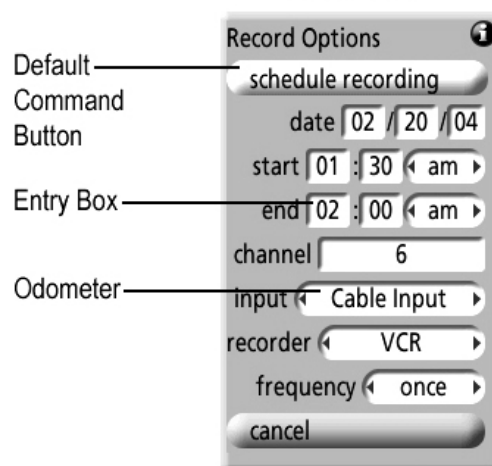 Record Options
Default
Command
Button
schedule recording
date 02 / 20 / 04
start 01 : 30 am
Entry Box
end 02 : 00 am
channel 6
Odometer
input Cable Input
recorder VCR
frequency once
cancel